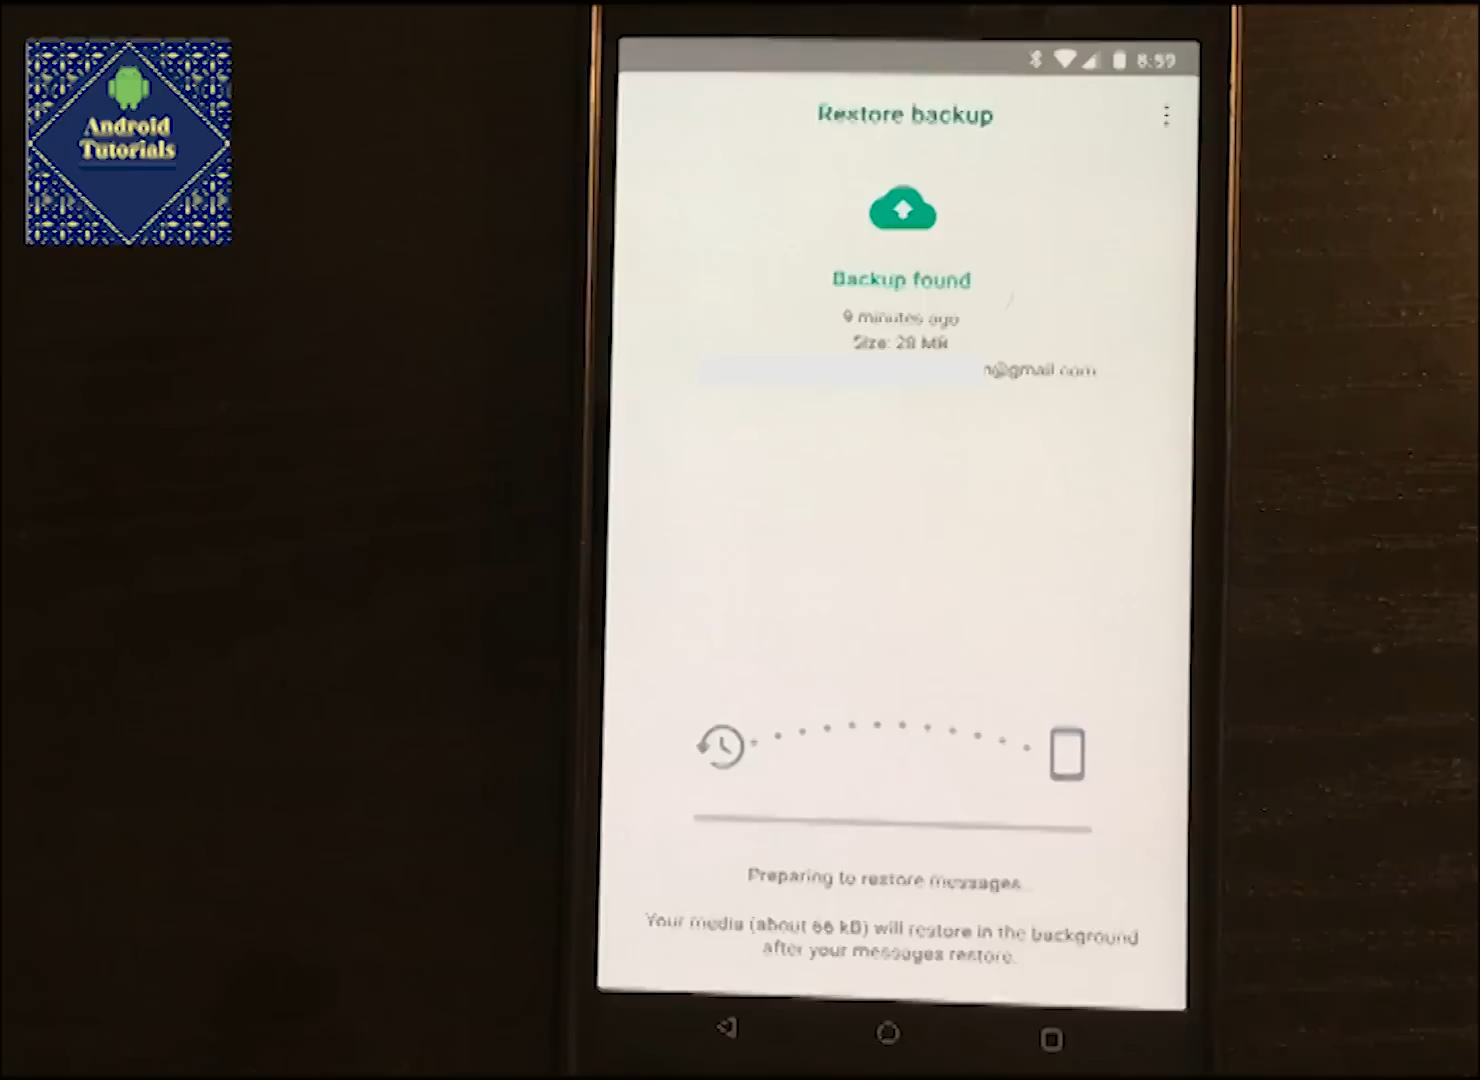 Android
Tutorials
8:59
Restore backup
Backup found
9 minutes ago
Size: 28 MB
@gmail.com
Preparing to restore messages
Your media (about 66 kB) will restore in the background
after your messages restore.